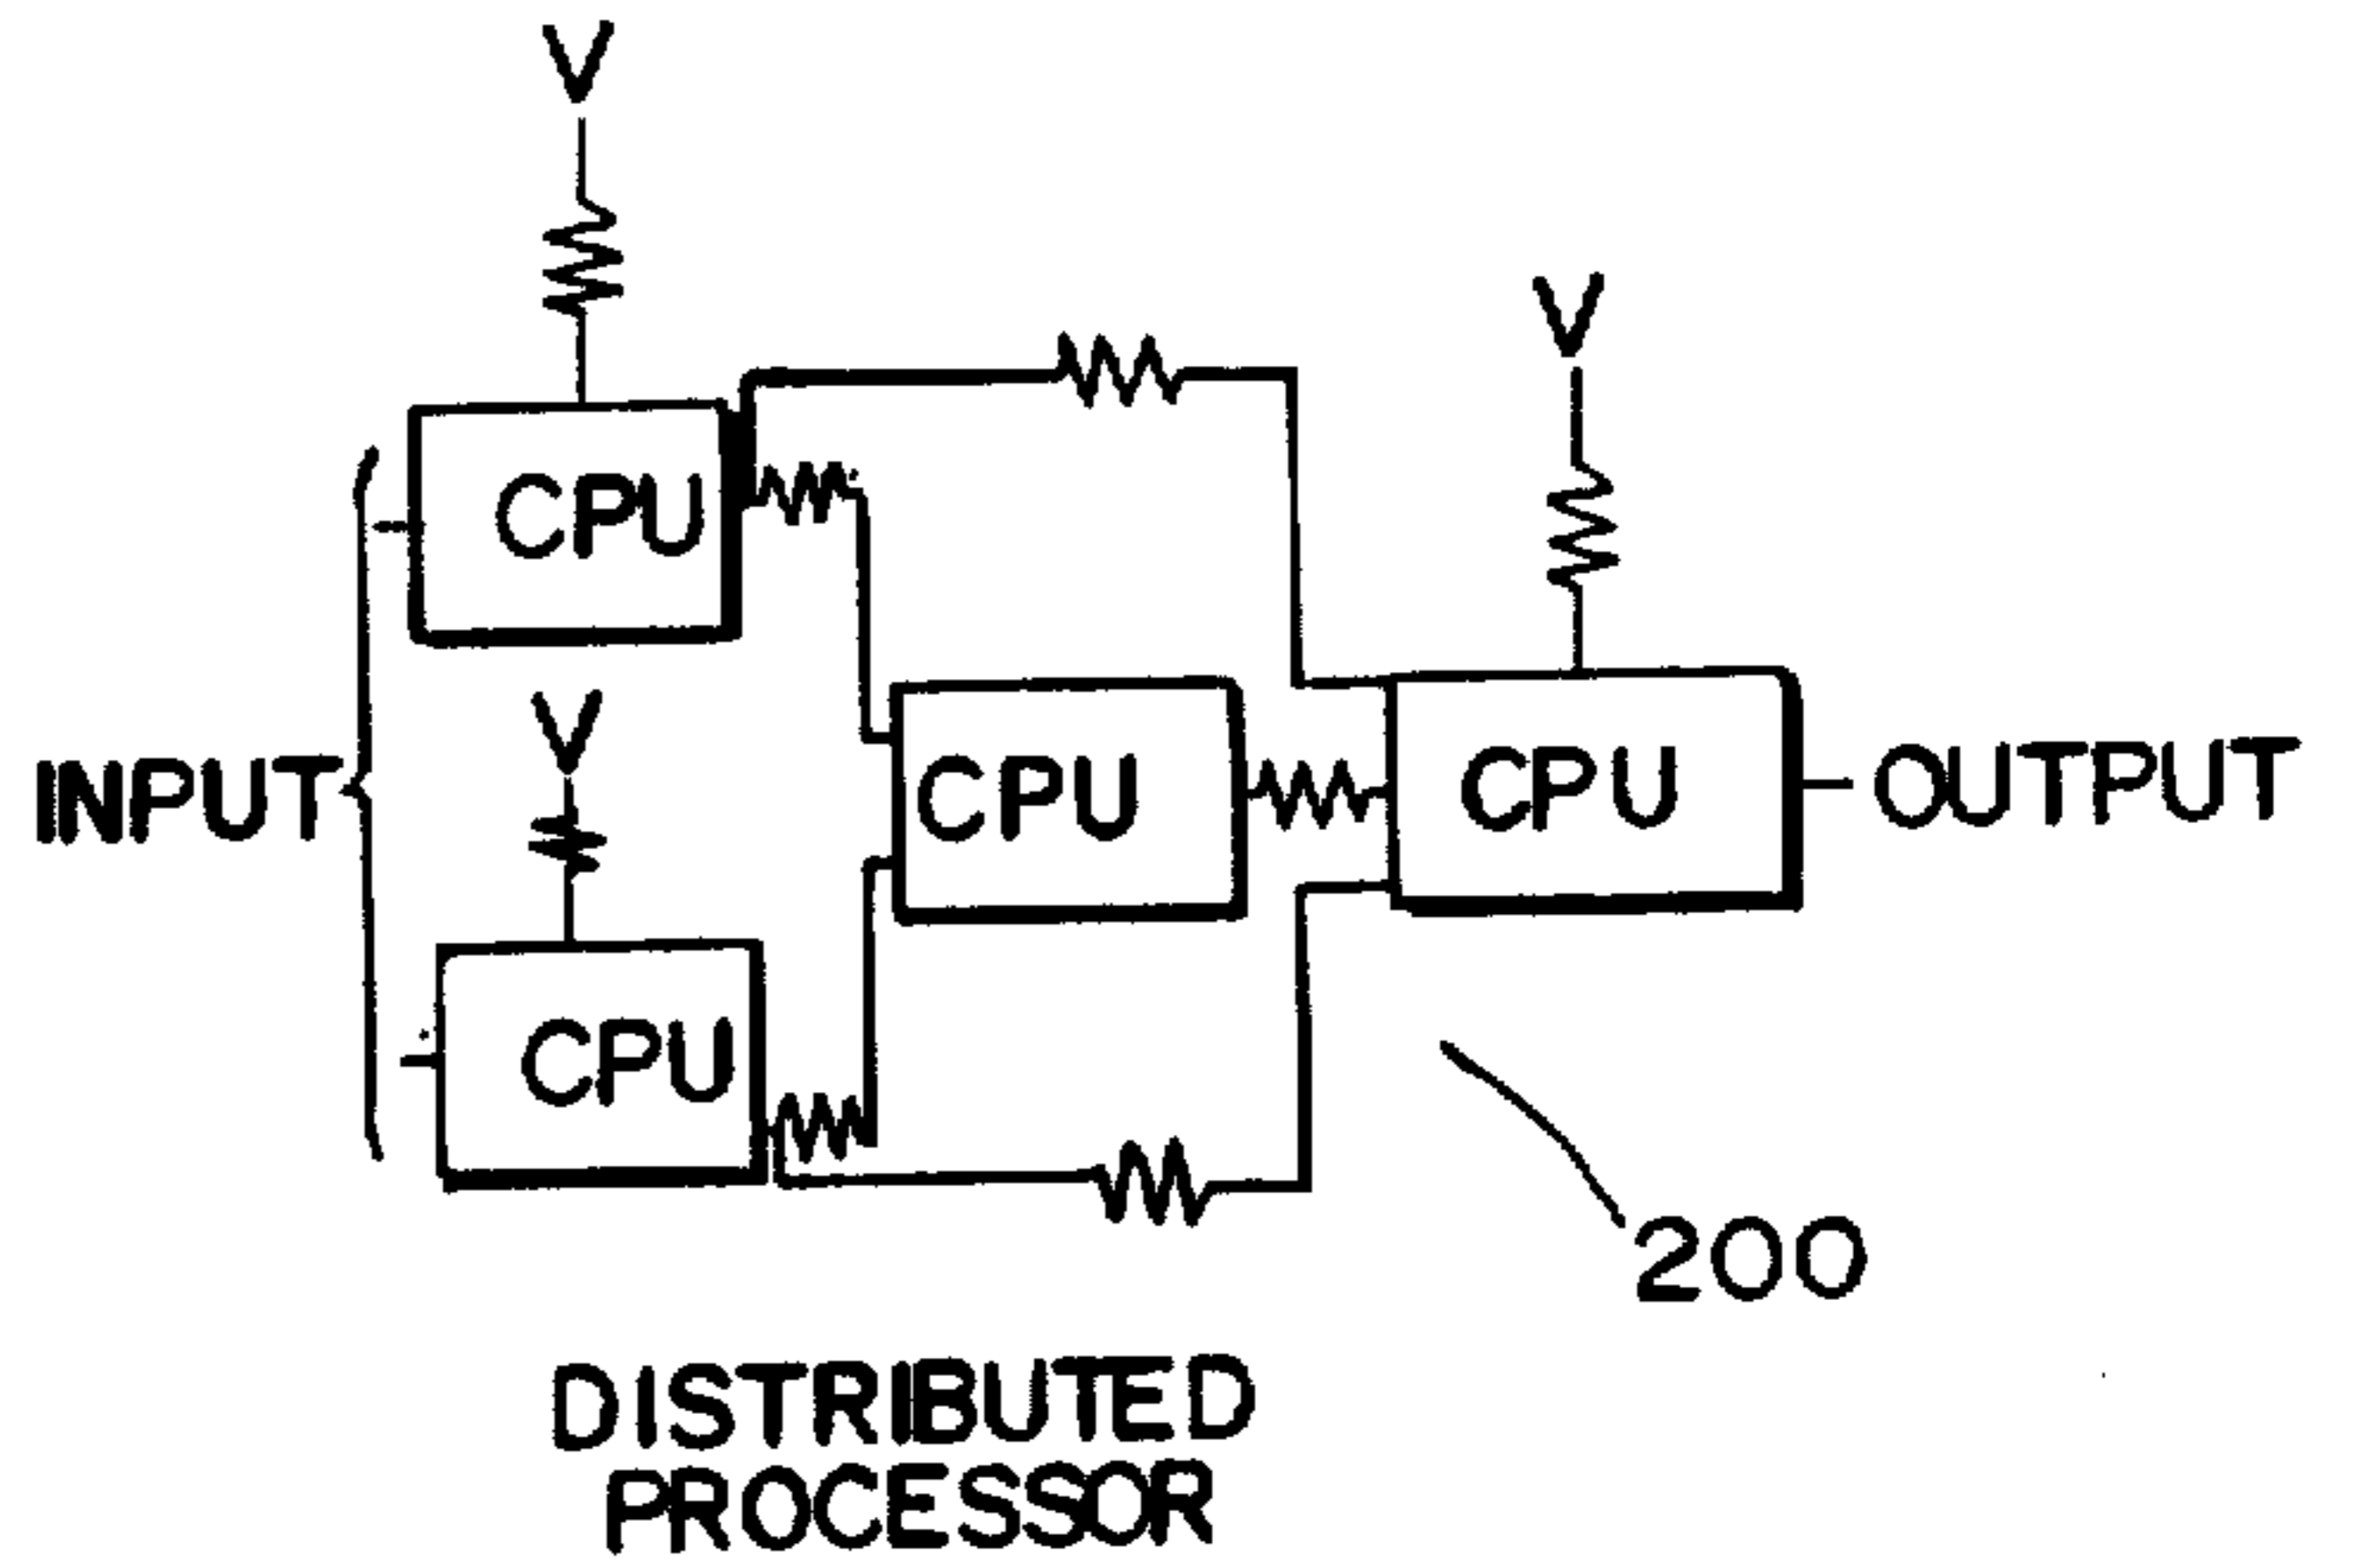 V
V
CPU
V
INPUT
CPU
CPU
OUTPUT
CPU
200
DISTRIBUTED
PROCESSOR